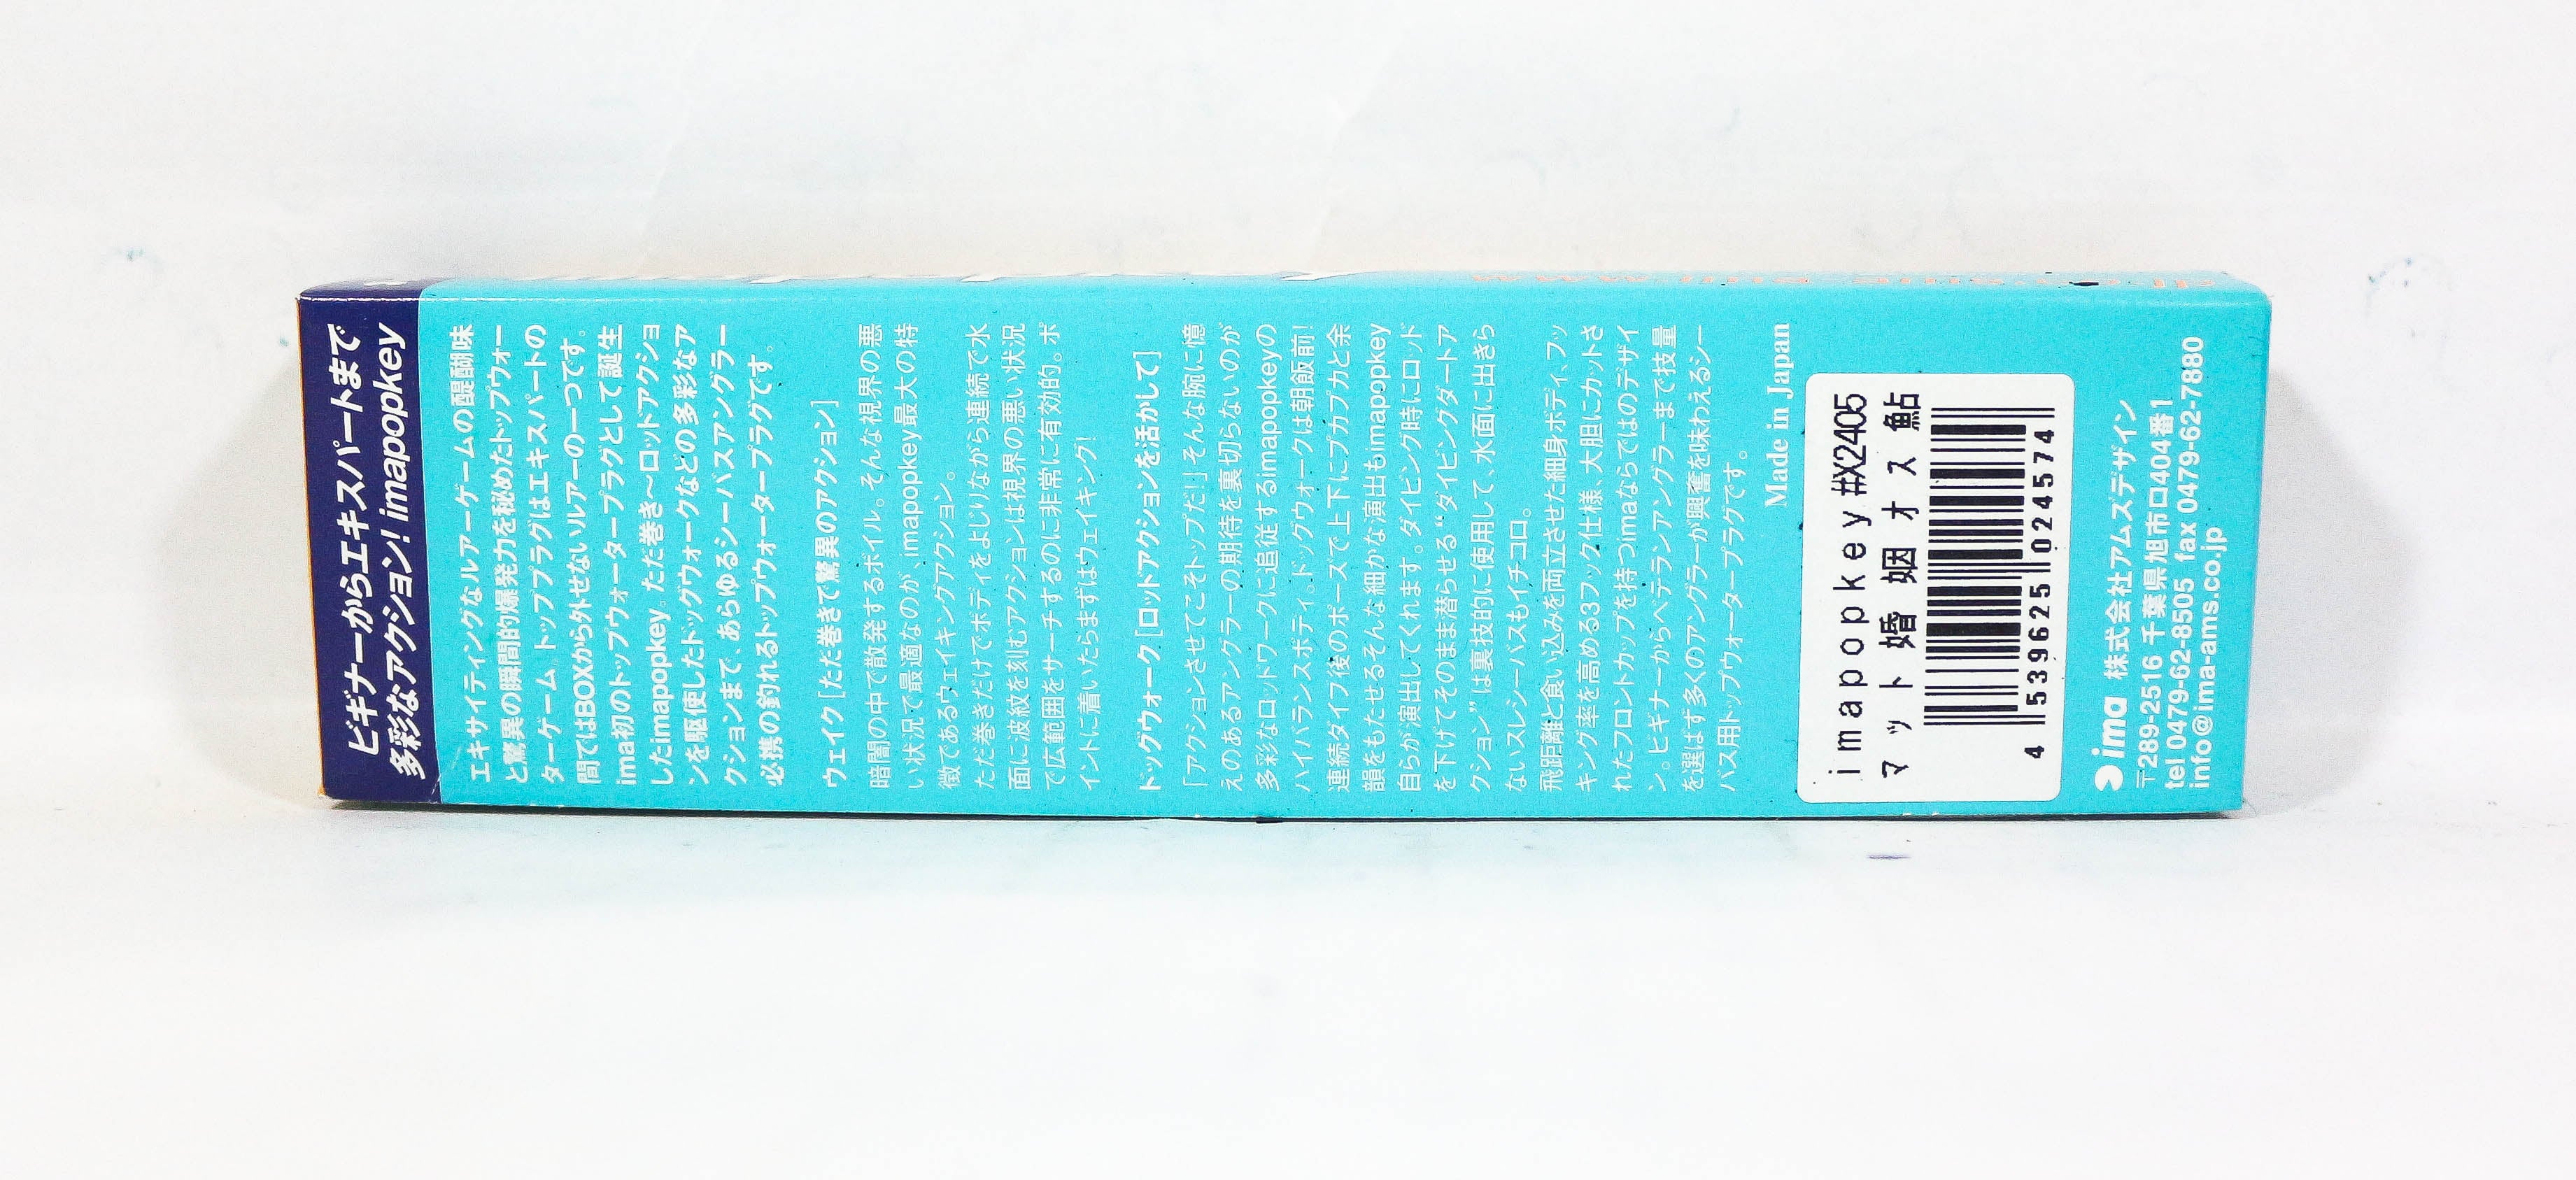 ビギナーからエキスパートまで
多彩なアクション! imapopkey
エキサイティングなルアーゲームの醍醐味
と驚異の瞬間的爆発力を秘めたトップウォー
ターゲーム。トッププラグはエキスパートの
間ではBOXから外せないルアーの一つです。
ima初のトップウォータープラグとして誕生
したimapopkey。ただ巻き〜ロッドアクショ
ンを駆使したドッグウォークなどの多彩なア
クションまで、あらゆるシーバスアングラー
必携の釣れるトップウォータープラグです。
ウェイク[ただ巻きで驚異のアクション]
暗闇の中で散発するボイル。そんな視界の悪
い状況で最適なのが、imapopkey最大の特
徴であるウェイキングアクション。
ただ巻きだけでボディをよじりながら連続で水
面に波紋を刻むアクションは視界の悪い状況
で広範囲をサーチするのに非常に有効的。ポ
イントに着いたらまずはウェイキング!
ドッグウォーク[ロッドアクションを活かして]
「アクションさせてこそトップだ!」そんな腕に憶
えのあるアングラーの期待を裏切らないのが
多彩なロッドワークに追従するimapopkeyの
ハイバランスボディ。ドッグウォークは朝飯前!
連続ダイブ後のポーズで上下にプカプカと余
韻をもたせるそんな細かな演出もimapopkey
自らが演出してくれます。ダイビング時にロッド
を下げてそのまま替らせる“ダイビングダートア
クション”は裏技的に使用して、水面に出きら
ないスレシーバスもイチコロ。
飛距離と食い込みを両立させた細身ボディ、フッ
キング率を高める3フック仕様、大胆にカットさ
れたフロントカップを持つimaならではのデザイ
ン。ビギナーからベテランアングラーまで技量
を選ばず多くのアングラーが興奮を味わえるシー
バス用トップウォータープラグです。
Made in Japan
imapopkey #X2405
マット婚姻オス鮎
4 539625 024574
ima 株式会社アムズデザイン
〒289-2516 千葉県旭市ロ404番1
tel 0479-62-8505 fax 0479-62-7880
info@ima-ams.co.jp